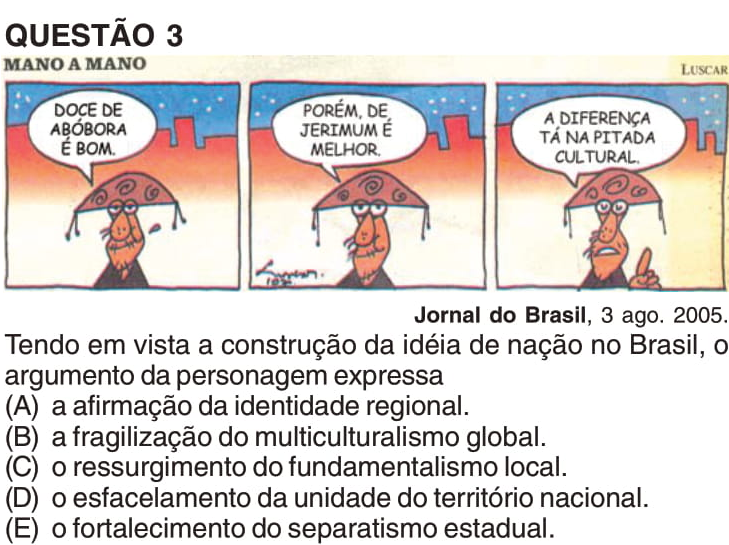 QUESTÃO 3
MANO A MANO
LUSCAR
DOCE DE
ABÓBORA
É BOM.
PORÉM, DE
JERIMUM É
MELHOR.
A DIFERENÇA
TÁ NA PITADA
CULTURAL.
Jornal do Brasil, 3 ago. 2005.
Tendo em vista a construção da idéia de nação no Brasil, o
argumento da personagem expressa
(A) a afirmação da identidade regional.
(B) a fragilização do multiculturalismo global.
(C) o ressurgimento do fundamentalismo local.
(D) o esfacelamento da unidade do território nacional.
(E) o fortalecimento do separatismo estadual.